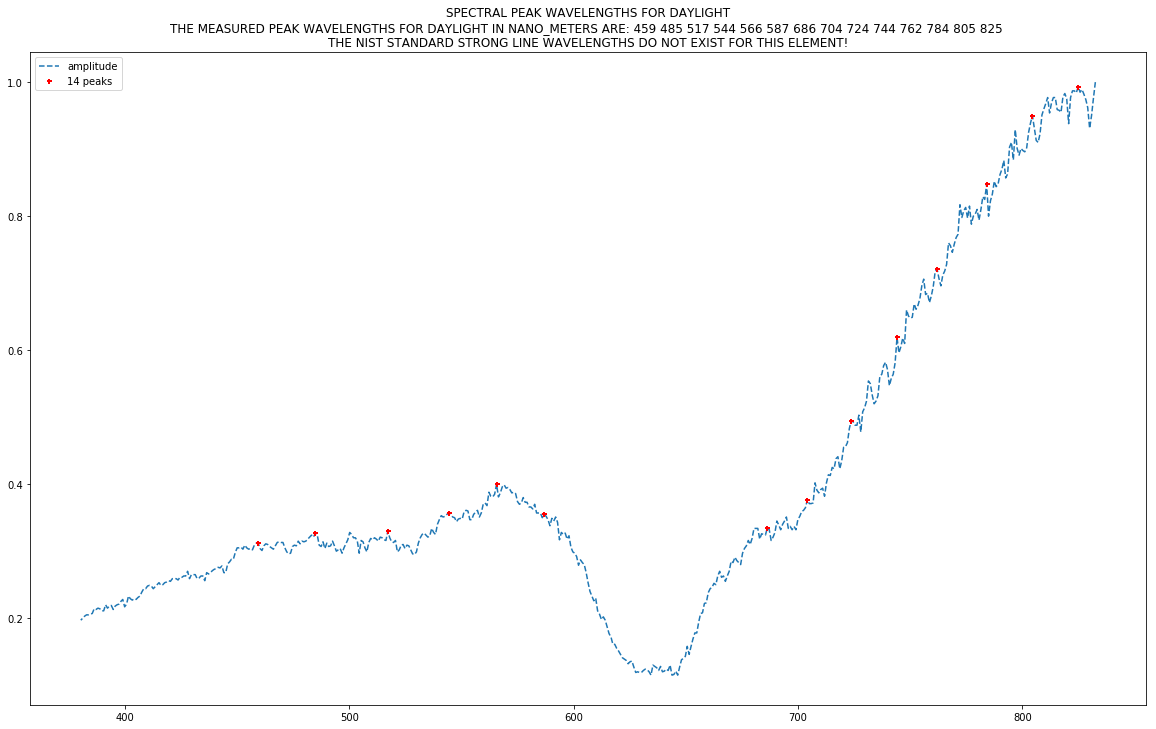 SPECTRAL PEAK WAVELENGTHS FOR DAYLIGHT
THE MEASURED PEAK WAVELENGTHS FOR DAYLIGHT IN NANO_METERS ARE: 459 485 517 544 566 587 686 704 724 744 762 784 805 825
THE NIST STANDARD STRONG LINE WAVELENGTHS DO NOT EXIST FOR THIS ELEMENT!
amplitude
14 peaks
1.0
0.8
0.6
0.4
0.2
400 500 600 700 800